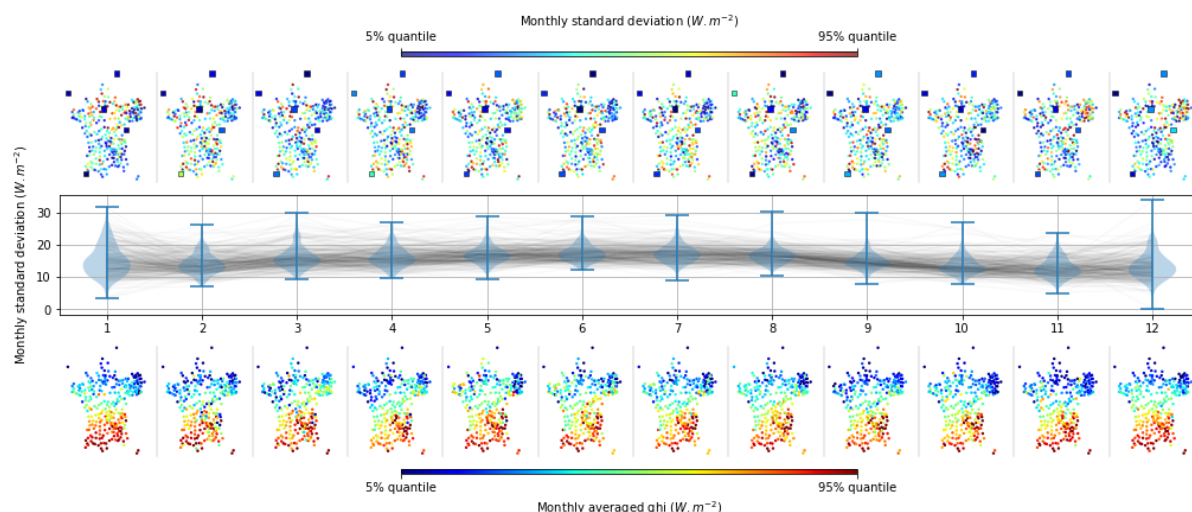 Monthly standard deviation (W.m⁻²)
5% quantile 95% quantile
Monthly standard deviation (W.m⁻²)
30
20
10
0
1 2 3 4 5 6 7 8 9 10 11 12
5% quantile 95% quantile
Monthly averaged ghi (W.m⁻²)